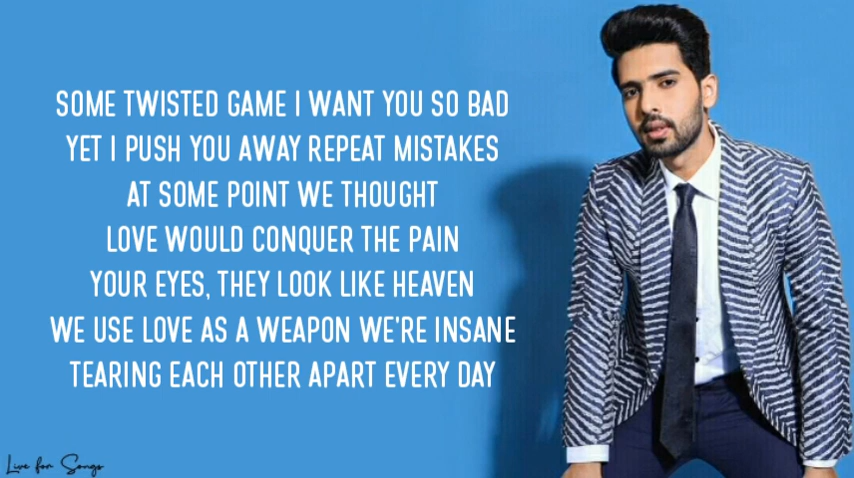 SOME TWISTED GAME I WANT YOU SO BAD
YET I PUSH YOU AWAY REPEAT MISTAKES
AT SOME POINT WE THOUGHT
LOVE WOULD CONQUER THE PAIN
YOUR EYES, THEY LOOK LIKE HEAVEN
WE USE LOVE AS A WEAPON WE'RE INSANE
TEARING EACH OTHER APART EVERY DAY
Live for Songs